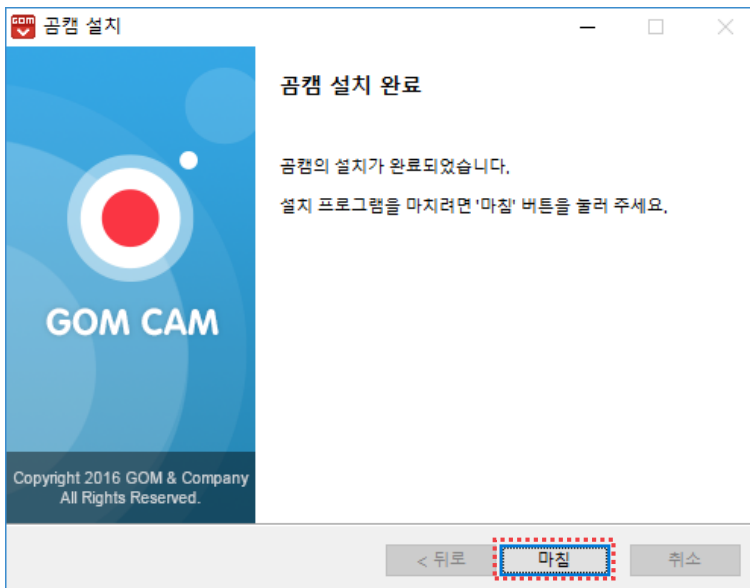 GOM 곰캠 설치
곰캠 설치 완료
곰캠의 설치가 완료되었습니다.
설치 프로그램을 마치려면 '마침' 버튼을 눌러 주세요.
GOM CAM
Copyright 2016 GOM & Company
All Rights Reserved.
< 뒤로 마침 취소